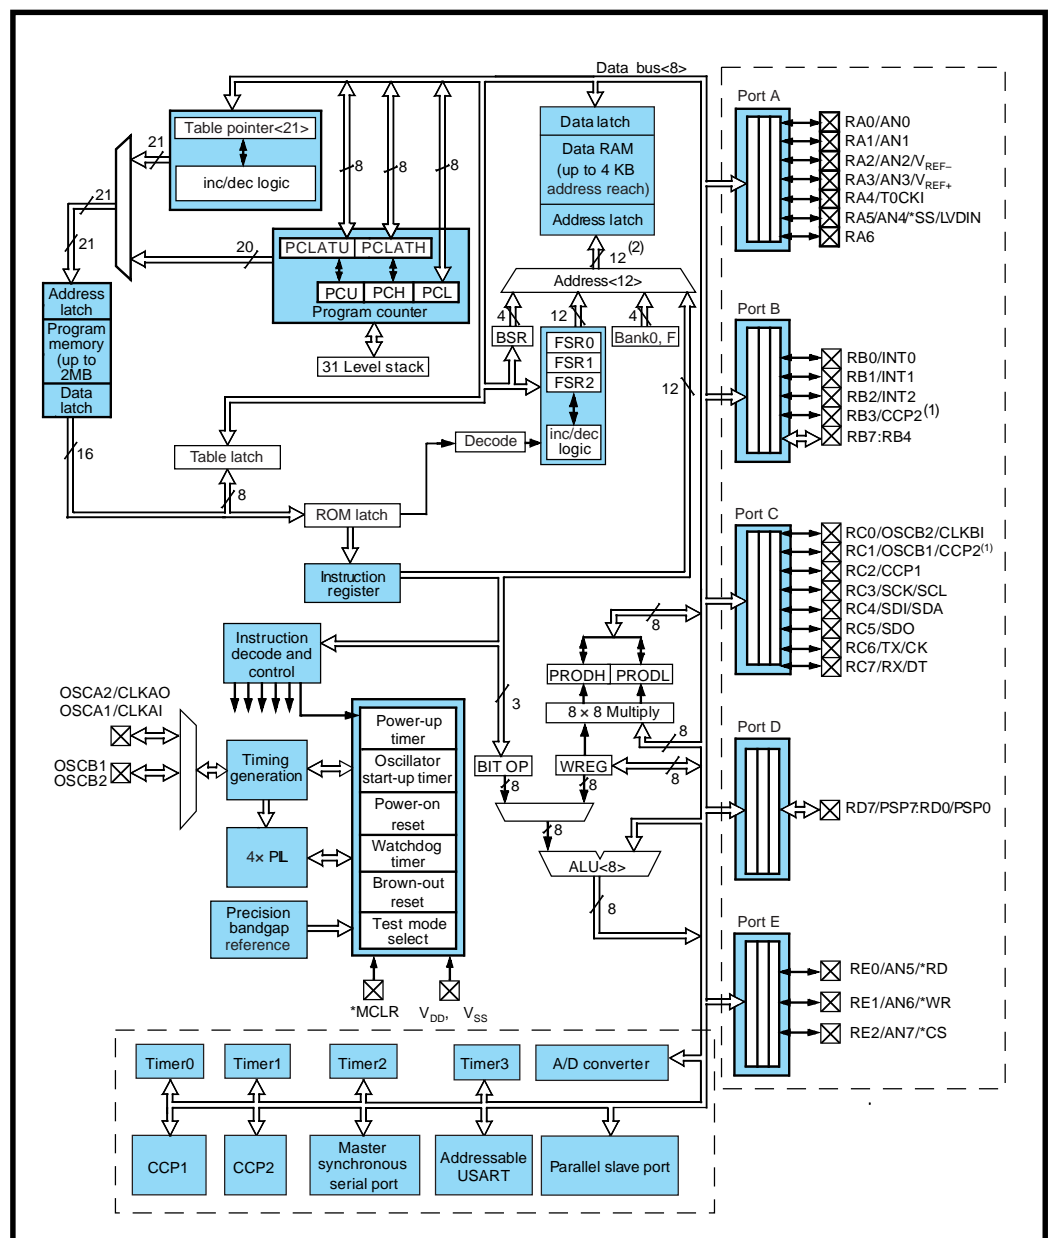 Data bus<8>
Port A
Table pointer<21>
inc/dec logic
21
21
21
8
8
8
Data latch
Data RAM
(up to 4 KB
address reach)
Address latch
12(2)
RA0/AN0
RA1/AN1
RA2/AN2/VREF–
RA3/AN3/VREF+
RA4/T0CKI
RA5/AN4/*SS/LVDIN
RA6
20
PCLATU
PCLATH
PCU
PCH
PCL
Program counter
31 Level stack
Address<12>
4
12
4
BSR
Bank0, F
FSR0
FSR1
FSR2
inc/dec
logic
12
Address
latch
Program
memory
(up to
2MB
Data
latch
16
Port B
RB0/INT0
RB1/INT1
RB2/INT2
RB3/CCP2(1)
RB7:RB4
Table latch
8
Decode
ROM latch
Instruction
register
Port C
RC0/OSCB2/CLKBI
RC1/OSCB1/CCP2(1)
RC2/CCP1
RC3/SCK/SCL
RC4/SDI/SDA
RC5/SDO
RC6/TX/CK
RC7/RX/DT
Instruction
decode and
control
8
PRODH
PRODL
3
8 × 8 Multiply
8
BIT OP
WREG
8
8
8
8
ALU<8>
8
OSCA2/CLKAO
OSCA1/CLKAI
OSCB1
OSCB2
Timing
generation
4× PIL
Precision
bandgap
reference
Power-up
timer
Oscillator
start-up timer
Power-on
reset
Watchdog
timer
Brown-out
reset
Test mode
select
*MCLR
VDD, VSS
Port D
RD7/PSP7:RD0/PSP0
Port E
RE0/AN5/*RD
RE1/AN6/*WR
RE2/AN7/*CS
Timer0
Timer1
Timer2
Timer3
A/D converter
CCP1
CCP2
Master
synchronous
serial port
Addressable
USART
Parallel slave port